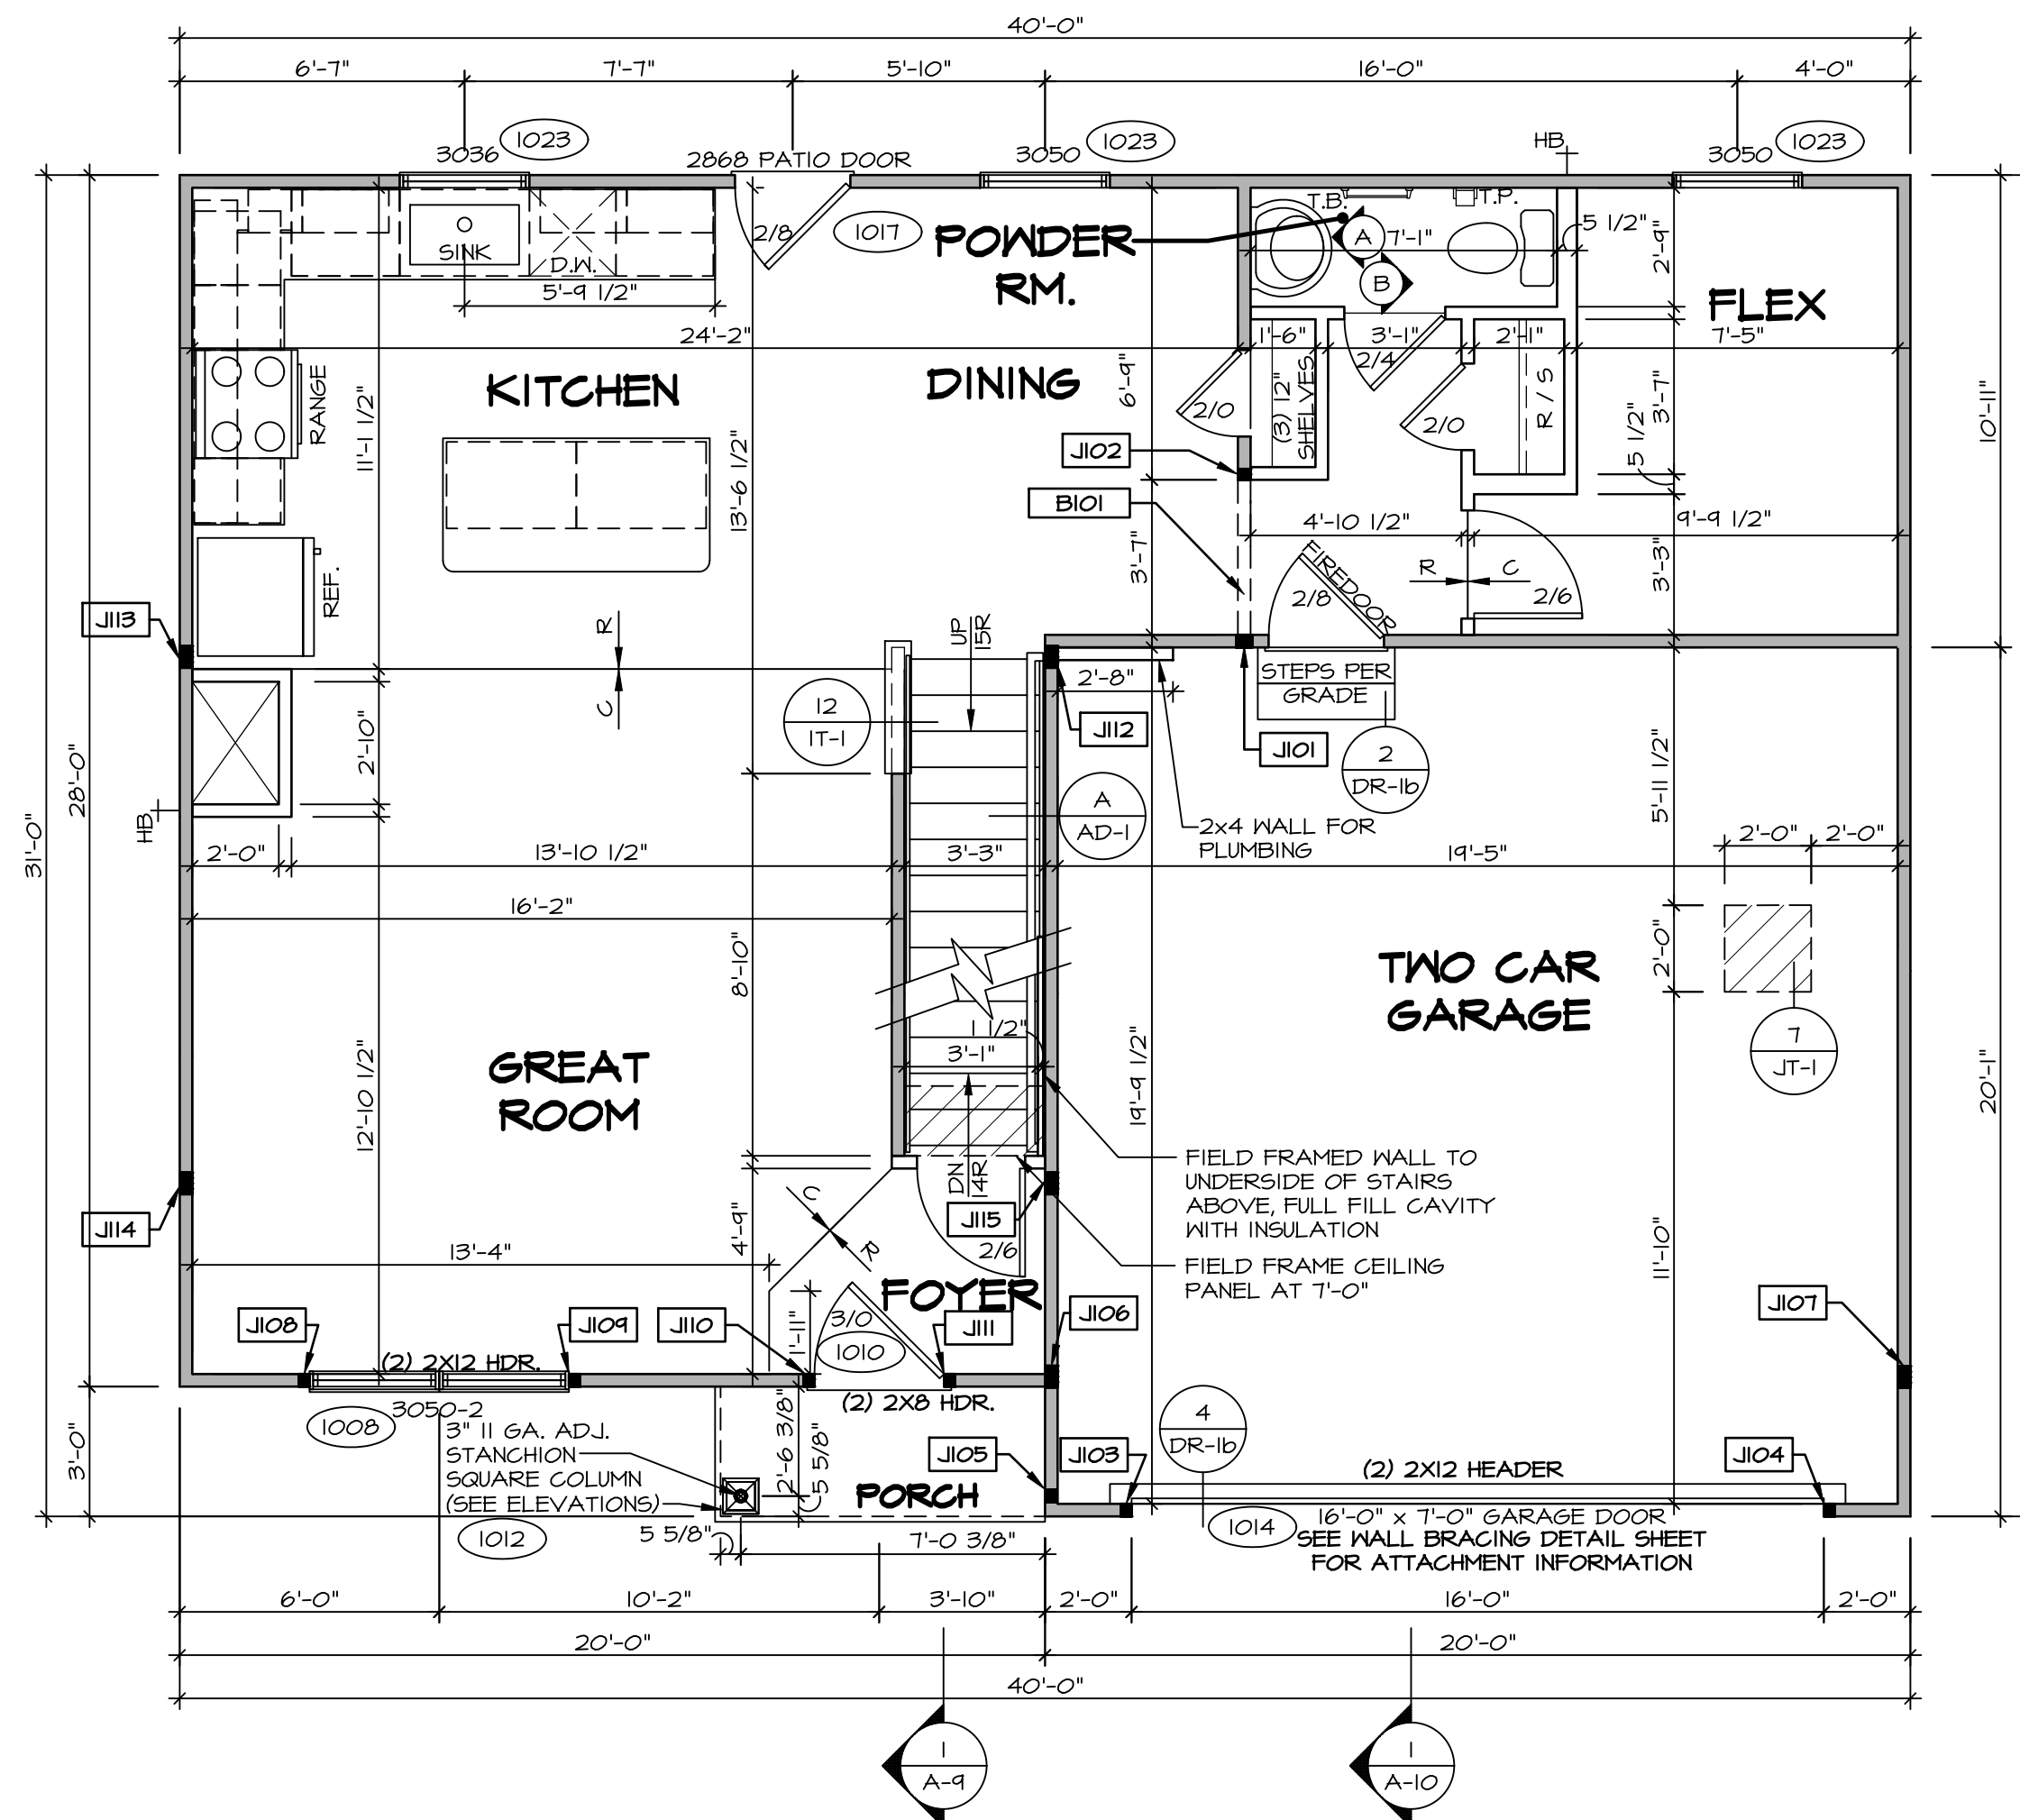 40'-0"
6'-7" 7'-7" 5'-10" 16'-0" 4'-0"
1023 1023 HB 1023
3036 2868 PATIO DOOR 3050 3050
T.B. T.P.
SINK D.W. 2/8 1017 POWDER RM. A 7'-1" 5 1/2" 2'-9"
B
5'-9 1/2" FLEX
24'-2" 1'-6" 3'-1" 2'-1" 7'-5"
2/4
RANGE 11'-1 1/2" KITCHEN 13'-6 1/2" DINING 6'-9" 2/0 (3) 12" SHELVES 2/0 R / S 5 1/2" 3'-7" 10'-11"
J102
B101
4'-10 1/2" 9'-9 1/2"
REF. 3'-7" FIREDOOR R C 3'-3"
2/8 2/6
J113 R UP 15R
C
2'-8" STEPS PER
GRADE
12
1T-1
J112 J101 2
DR-1b
31'-0" 28'-0" 2'-10" 5'-11 1/2"
HB
A
AD-1
2x4 WALL FOR
PLUMBING
2'-0" 2'-0"
2'-0" 13'-10 1/2" 3'-3" 19'-5"
16'-2"
8'-10" 2'-0"
TWO CAR
GARAGE
GREAT
ROOM
12'-10 1/2" 1 1/2" 19'-9 1/2" 7
JT-1
20'-1"
3'-1"
DN 14R
FIELD FRAMED WALL TO
UNDERSIDE OF STAIRS
ABOVE, FULL FILL CAVITY
WITH INSULATION
FIELD FRAME CEILING
PANEL AT 7'-0"
J114 C R 4'-9" J115 11'-10"
13'-4" 2/6
FOYER
J108 J109 J110 1'-11" 3/0 J111 J106 J107
1010
(2) 2X12 HDR.
3050-2 (2) 2X8 HDR.
1008
3" 11 GA. ADJ.
STANCHION
SQUARE COLUMN
(SEE ELEVATIONS)
3'-0" 2'-6 3/8" 5 5/8" 4
DR-1b
J105 J103 J104
PORCH (2) 2X12 HEADER
1012 5 5/8" 7'-0 3/8" 1014 16'-0" x 7'-0" GARAGE DOOR
SEE WALL BRACING DETAIL SHEET
FOR ATTACHMENT INFORMATION
6'-0" 10'-2" 3'-10" 2'-0" 16'-0" 2'-0"
20'-0" 20'-0"
40'-0"
1
A-9
1
A-10